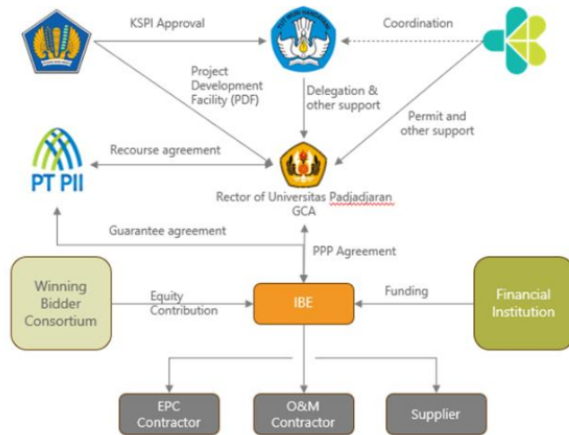 KSPI Approval
Coordination
Project
Development
Facility (PDF)
Delegation &
other support
Permit and
other support
Recourse agreement
PT PII
Rector of Universitas Padjadjaran
GCA
Guarantee agreement
PPP Agreement
Winning
Bidder
Consortium
Equity
Contribution
IBE
Funding
Financial
Institution
EPC
Contractor
O&M
Contractor
Supplier